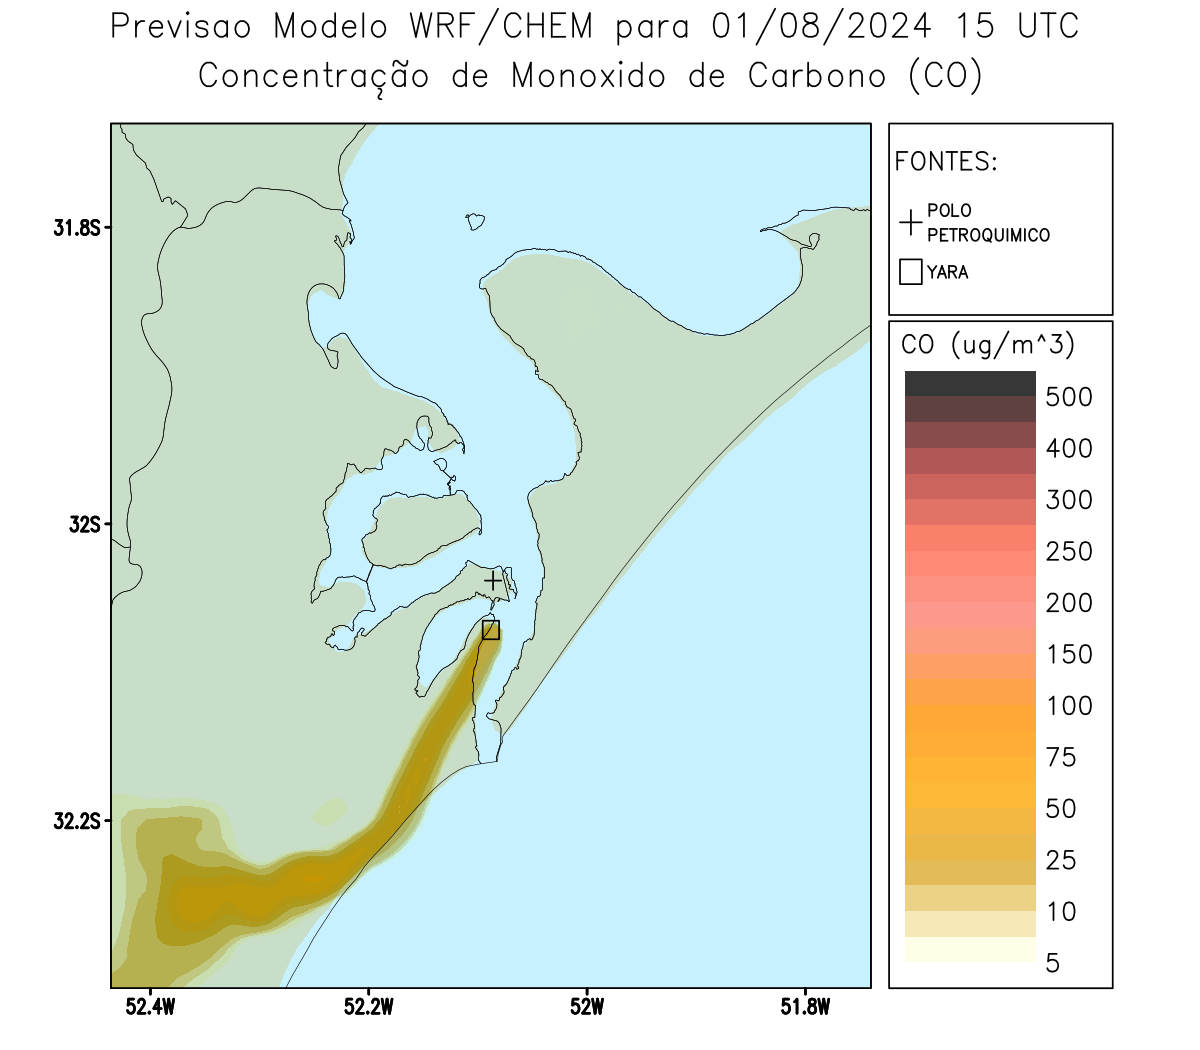 Previsao Modelo WRF/CHEM para 01/08/2024 15 UTC
Concentração de Monoxido de Carbono (CO)
FONTES:
POLO
PETROQUIMICO
YARA
CO (ug/m^3)
500
400
300
250
200
150
100
75
50
25
10
5
31.8S
32S
32.2S
52.4W
52.2W
52W
51.8W